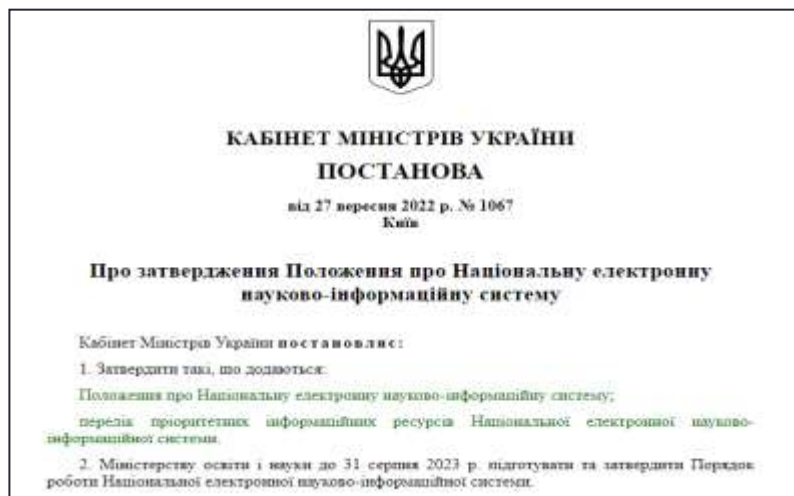 КАБІНЕТ МІНІСТРІВ УКРАЇНИ
ПОСТАНОВА
від 27 вересня 2022 р. № 1067
Київ
Про затвердження Положення про Національну електронну
науково-інформаційну систему
Кабінет Міністрів України постановляє:
1. Затвердити такі, що додаються:
Положення про Національну електронну науково-інформаційну систему;
перелік пріоритетних інформаційних ресурсів Національної електронної науково-
інформаційної системи.
2. Міністерству освіти і науки до 31 серпня 2023 р. підготувати та затвердити Порядок
роботи Національної електронної науково-інформаційної системи.